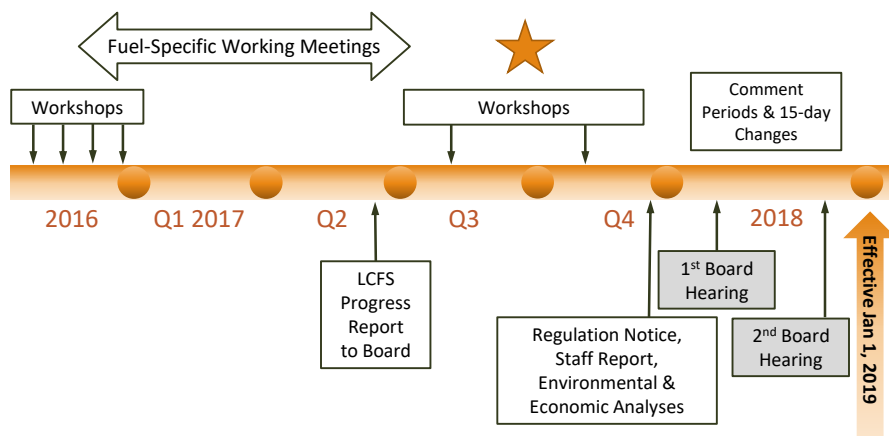 Fuel-Specific Working Meetings
Workshops
Workshops
Comment
Periods & 15-day
Changes
2016
Q1 2017
Q2
Q3
Q4
2018
LCFS
Progress
Report
to Board
Regulation Notice,
Staff Report,
Environmental &
Economic Analyses
1st Board
Hearing
2nd Board
Hearing
Effective Jan 1, 2019